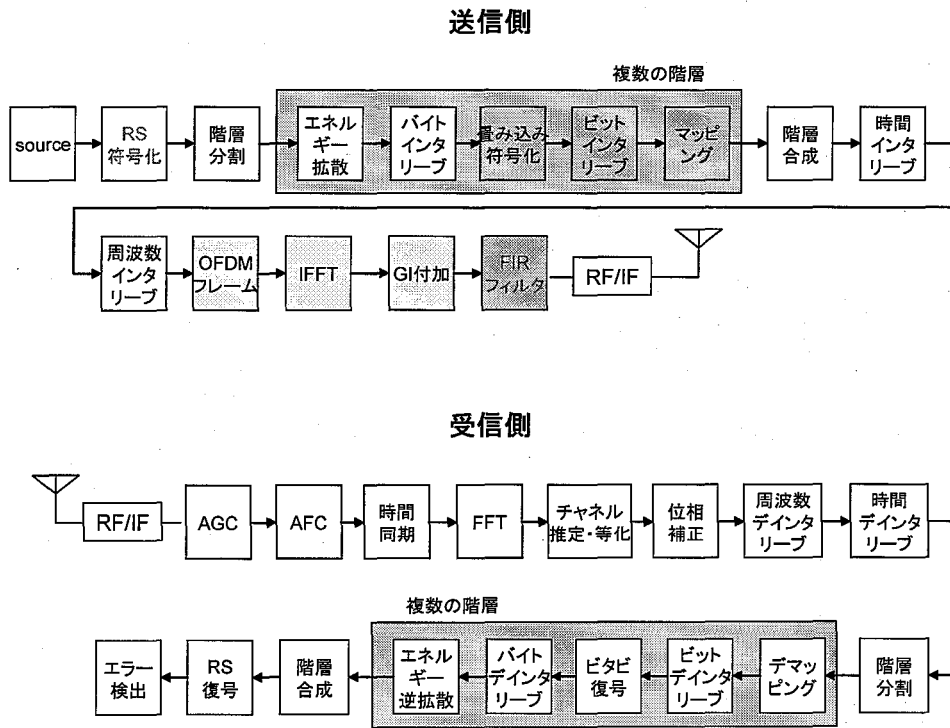 送信側
複数の階層
source
RS
符号化
階層
分割
エネル
ギー
拡散
バイト
インタ
リーブ
畳み込み
符号化
ビット
インタ
リーブ
マッピ
ング
階層
合成
時間
インタ
リーブ
周波数
インタ
リーブ
OFDM
フレーム
IFFT
GI付加
FIR
フィルタ
RF/IF
受信側
RF/IF
AGC
AFC
時間
同期
FFT
チャネル
推定・等化
位相
補正
周波数
デインタ
リーブ
時間
デインタ
リーブ
複数の階層
エラー
検出
RS
復号
階層
合成
エネル
ギー
逆拡散
バイト
デインタ
リーブ
ビタビ
復号
ビット
デインタ
リーブ
デマッ
ピング
階層
分割